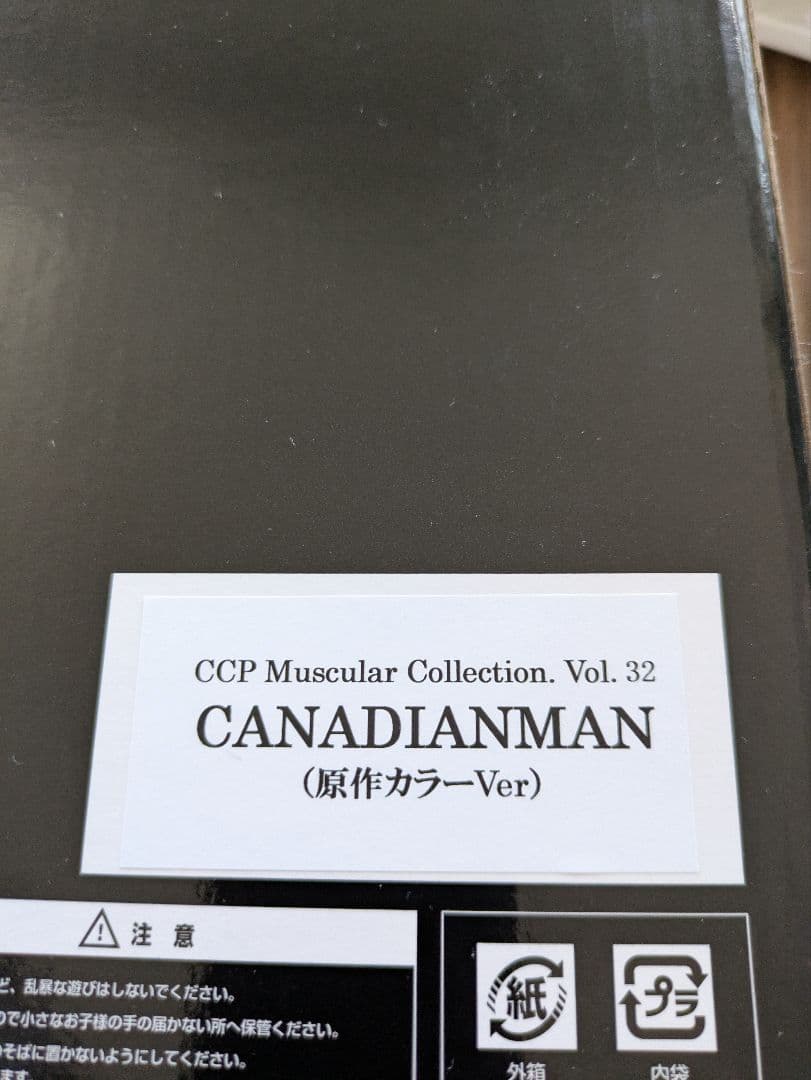 CCP Muscular Collection. Vol. 32
CANADIANMAN
(原作カラーVer)
注 意
ど、乱暴な遊びはしないでください。
ので小さなお子様の手の届かない所へ保管ください。
そばに置かないようにしてください。
ます。
紙
プラ
外箱
内袋